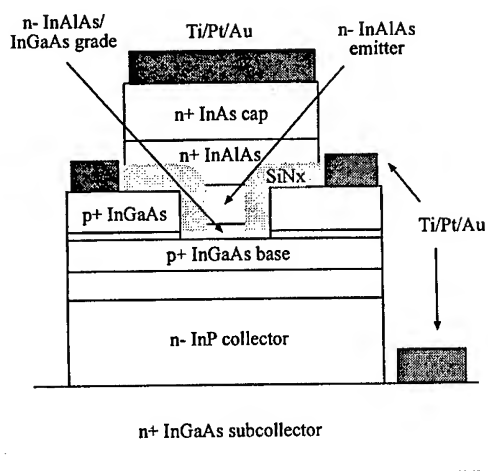 n- InAlAs/
InGaAs grade
Ti/Pt/Au
n- InAlAs
emitter
n+ InAs cap
n+ InAlAs
SiNx
p+ InGaAs
Ti/Pt/Au
p+ InGaAs base
n- InP collector
n+ InGaAs subcollector